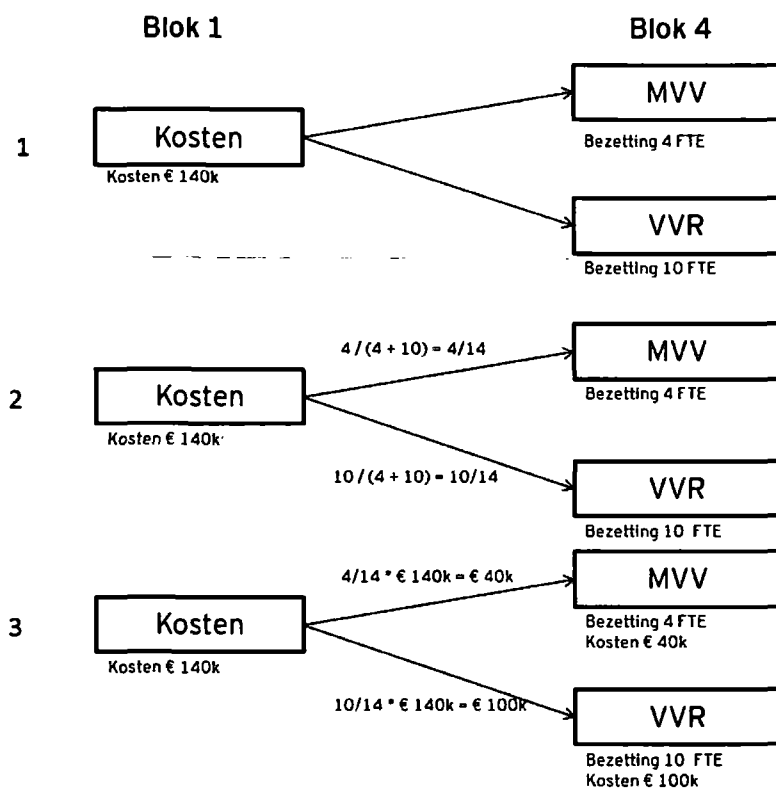 Blok 1 Blok 4
MVV
1 Kosten Bezetting 4 FTE
Kosten € 140k
VVR
Bezetting 10 FTE
4 / (4 + 10) = 4/14 MVV
2 Kosten Bezetting 4 FTE
Kosten € 140k
10 / (4 + 10) = 10/14 VVR
Bezetting 10 FTE
4/14 * € 140k = € 40k MVV
3 Kosten Bezetting 4 FTE
Kosten € 40k
Kosten € 140k
10/14 * € 140k = € 100k VVR
Bezetting 10 FTE
Kosten € 100k